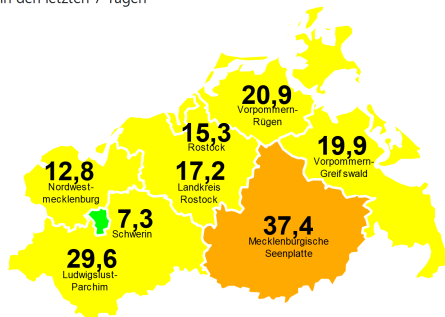 in den letzten 7 Tagen
20,9
Vorpommern-
Rügen
15,3
Rostock
19,9
Vorpommern-
Greifswald
12,8
Nordwest-
mecklenburg
17,2
Landkreis
Rostock
7,3
Schwerin
37,4
Mecklenburgische
Seenplatte
29,6
Ludwigslust-
Parchim